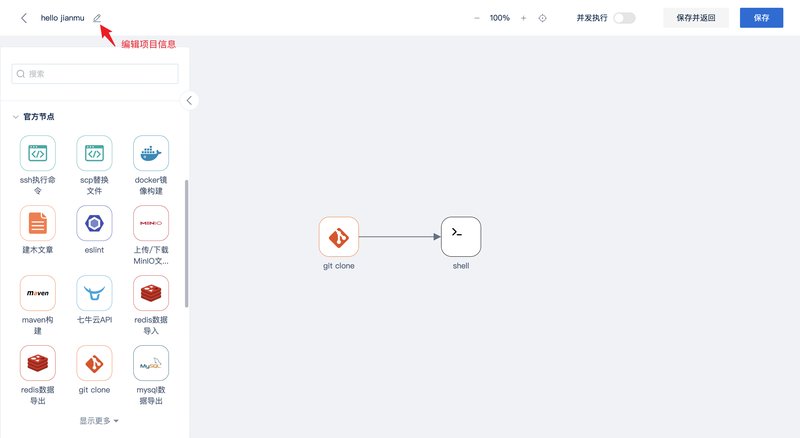 hello jianmu
100%
并发执行
保存并返回
保存
编辑项目信息
搜索
官方节点
ssh执行命
令
scp替换
文件
docker镜
像构建
建木文章
eslint
MINIO
上传/下载
MinIO文...
maven
maven构
建
七牛云API
redis数据
导入
redis数据
导出
git clone
MySQL
mysql数
据导出
显示更多
git clone
shell